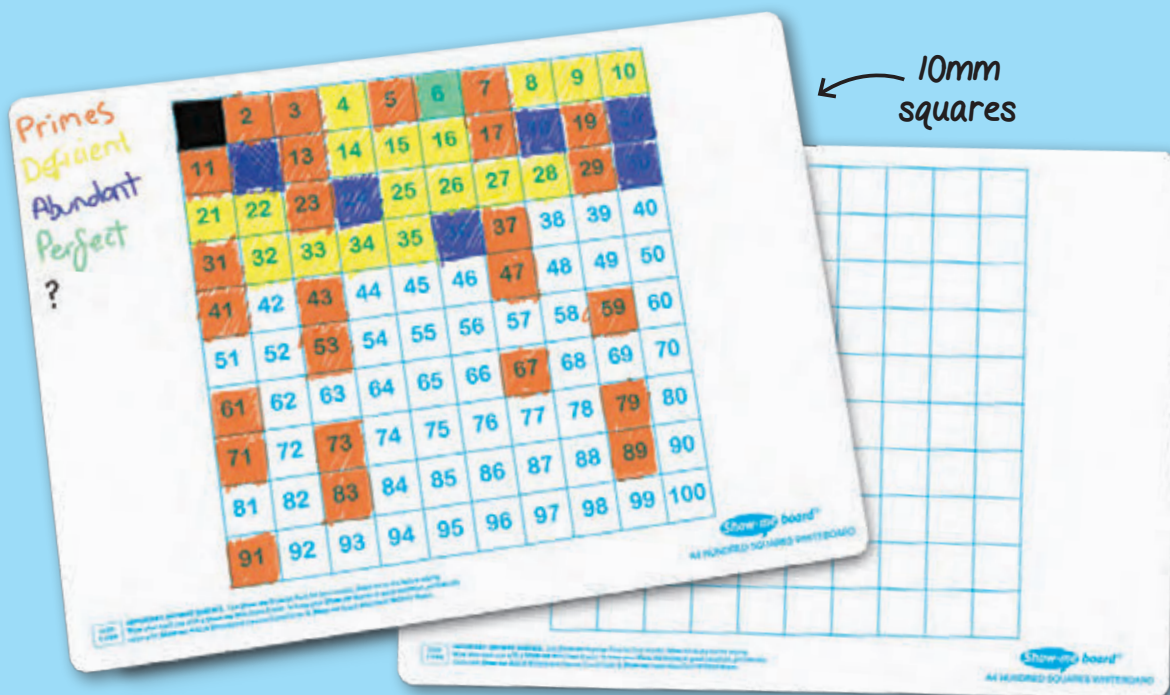 10mm
squares
Primes
Deficient
Abundant
Perfect
?
2 3 4 5 6 7 8 9 10
11 13 14 15 16 17 19
21 22 23 25 26 27 28 29
31 32 33 34 35 37 38 39 40
41 42 43 44 45 46 47 48 49 50
51 52 53 54 55 56 57 58 59 60
61 62 63 64 65 66 67 68 69 70
71 72 73 74 75 76 77 78 79 80
81 82 83 84 85 86 87 88 89 90
91 92 93 94 95 96 97 98 99 100
Show-me board®
A4 HUNDRED SQUARES WHITEBOARD
Show-me board®
A4 HUNDRED SQUARES WHITEBOARD